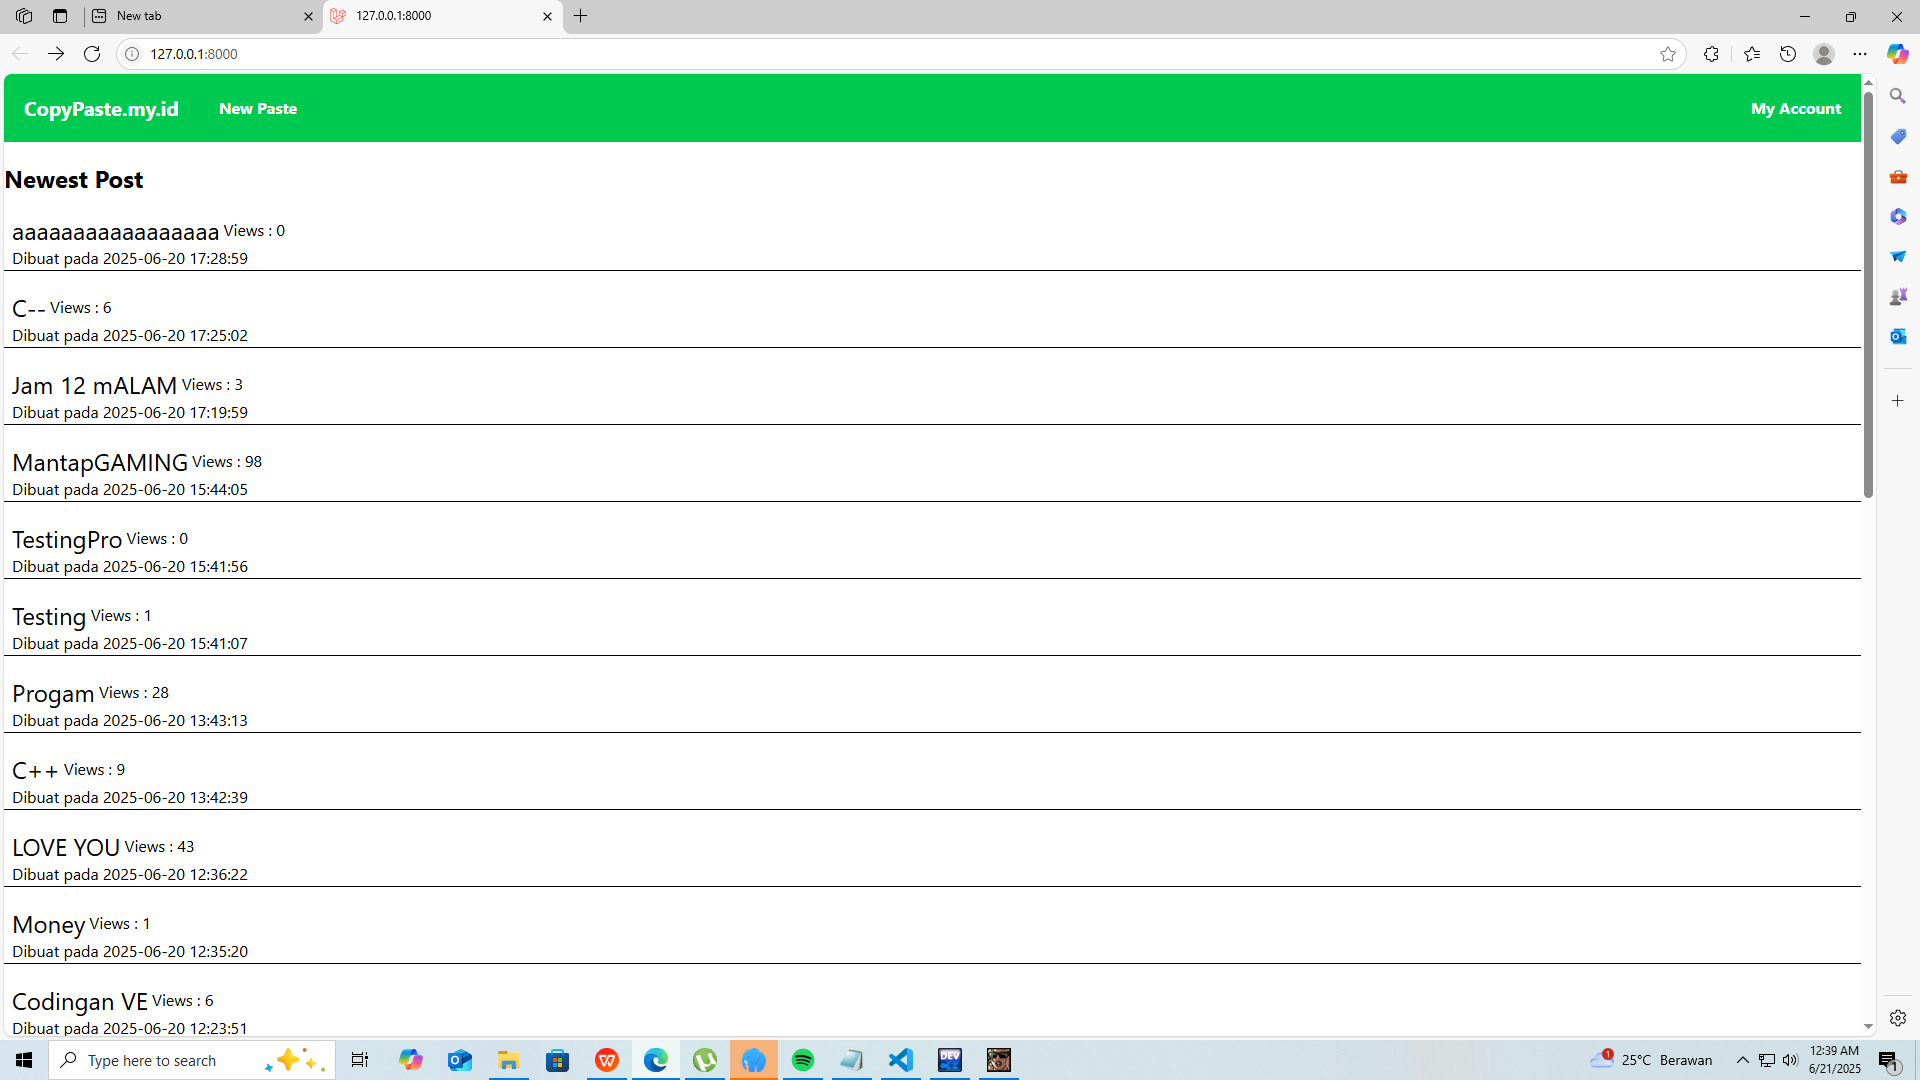 New tab
127.0.0.1:8000
127.0.0.1:8000
CopyPaste.my.id New Paste My Account
Newest Post
aaaaaaaaaaaaaaaaa Views : 0
Dibuat pada 2025-06-20 17:28:59
C-- Views : 6
Dibuat pada 2025-06-20 17:25:02
Jam 12 mALAM Views : 3
Dibuat pada 2025-06-20 17:19:59
MantapGAMING Views : 98
Dibuat pada 2025-06-20 15:44:05
TestingPro Views : 0
Dibuat pada 2025-06-20 15:41:56
Testing Views : 1
Dibuat pada 2025-06-20 15:41:07
Progam Views : 28
Dibuat pada 2025-06-20 13:43:13
C++ Views : 9
Dibuat pada 2025-06-20 13:42:39
LOVE YOU Views : 43
Dibuat pada 2025-06-20 12:36:22
Money Views : 1
Dibuat pada 2025-06-20 12:35:20
Codingan VE Views : 6
Dibuat pada 2025-06-20 12:23:51
Type here to search
DEV
1
25°C Berawan
12:39 AM
6/21/2025
1